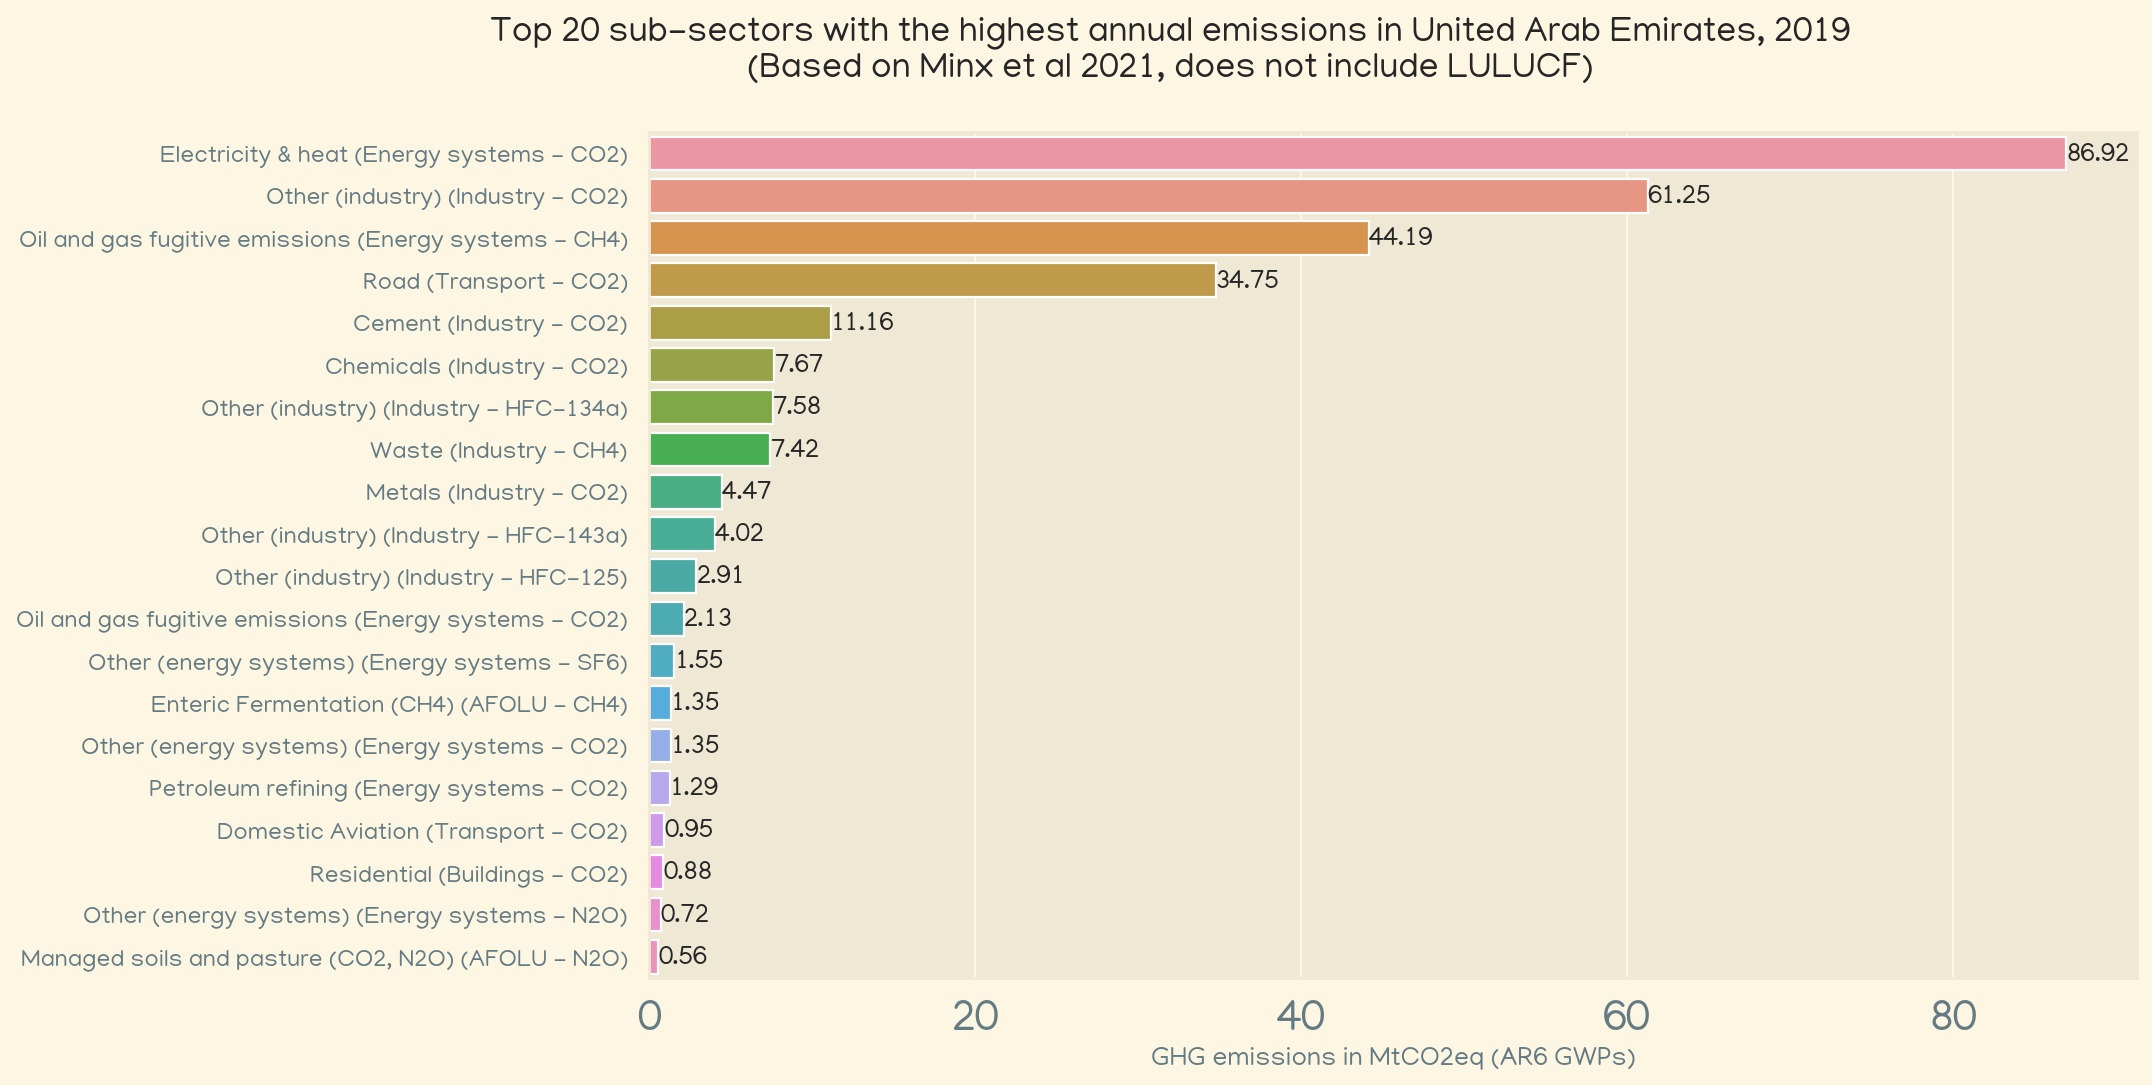 Top 20 sub-sectors with the highest annual emissions in United Arab Emirates, 2019
(Based on Minx et al 2021, does not include LULUCF)
Electricity & heat (Energy systems - CO2) 86.92
Other (industry) (Industry - CO2) 61.25
Oil and gas fugitive emissions (Energy systems - CH4) 44.19
Road (Transport - CO2) 34.75
Cement (Industry - CO2) 11.16
Chemicals (Industry - CO2) 7.67
Other (industry) (Industry - HFC-134a) 7.58
Waste (Industry - CH4) 7.42
Metals (Industry - CO2) 4.47
Other (industry) (Industry - HFC-143a) 4.02
Other (industry) (Industry - HFC-125) 2.91
Oil and gas fugitive emissions (Energy systems - CO2) 2.13
Other (energy systems) (Energy systems - SF6) 1.55
Enteric Fermentation (CH4) (AFOLU - CH4) 1.35
Other (energy systems) (Energy systems - CO2) 1.35
Petroleum refining (Energy systems - CO2) 1.29
Domestic Aviation (Transport - CO2) 0.95
Residential (Buildings - CO2) 0.88
Other (energy systems) (Energy systems - N2O) 0.72
Managed soils and pasture (CO2, N2O) (AFOLU - N2O) 0.56
0 20 40 60 80
GHG emissions in MtCO2eq (AR6 GWPs)